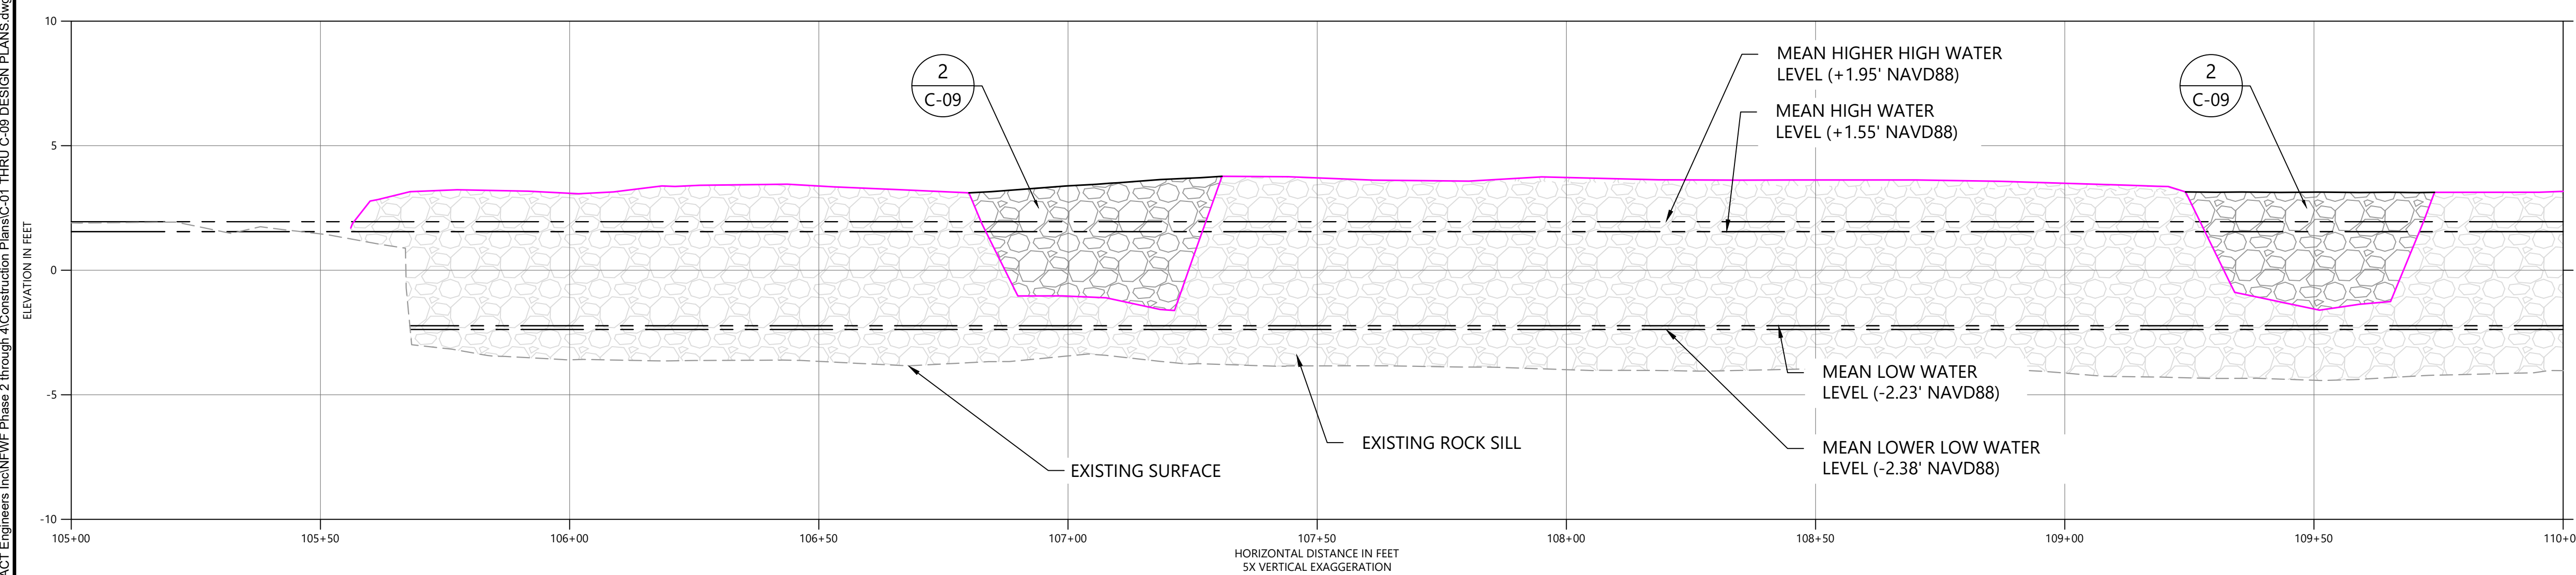 ACT Engineers Inc\NFWF Phase 2 through 4\Construction Plans\C-01 THRU C-09 DESIGN PLANS.dwg
ELEVATION IN FEET
10
5
0
-5
-10
2
C-09
MEAN HIGHER HIGH WATER
LEVEL (+1.95' NAVD88)
MEAN HIGH WATER
LEVEL (+1.55' NAVD88)
2
C-09
MEAN LOW WATER
LEVEL (-2.23' NAVD88)
EXISTING ROCK SILL
MEAN LOWER LOW WATER
LEVEL (-2.38' NAVD88)
EXISTING SURFACE
105+00
105+50
106+00
106+50
107+00
107+50
108+00
108+50
109+00
109+50
110+0
HORIZONTAL DISTANCE IN FEET
5X VERTICAL EXAGGERATION